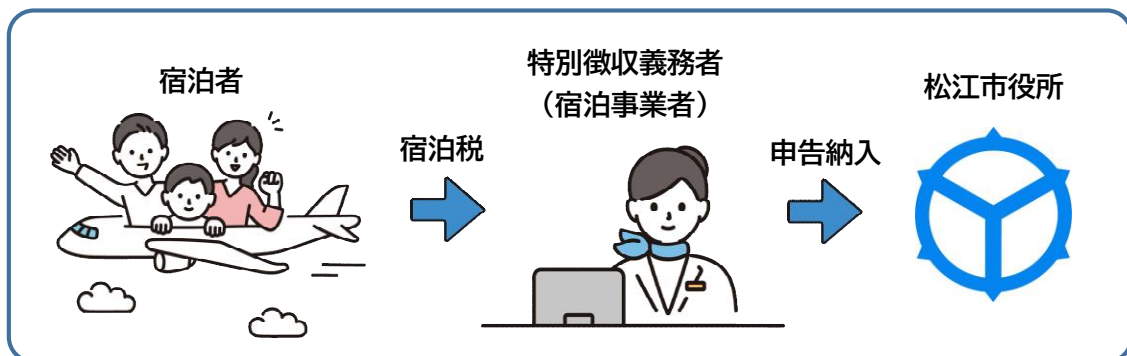 宿泊者
宿泊税
特別徴収義務者
（宿泊事業者）
申告納入
松江市役所